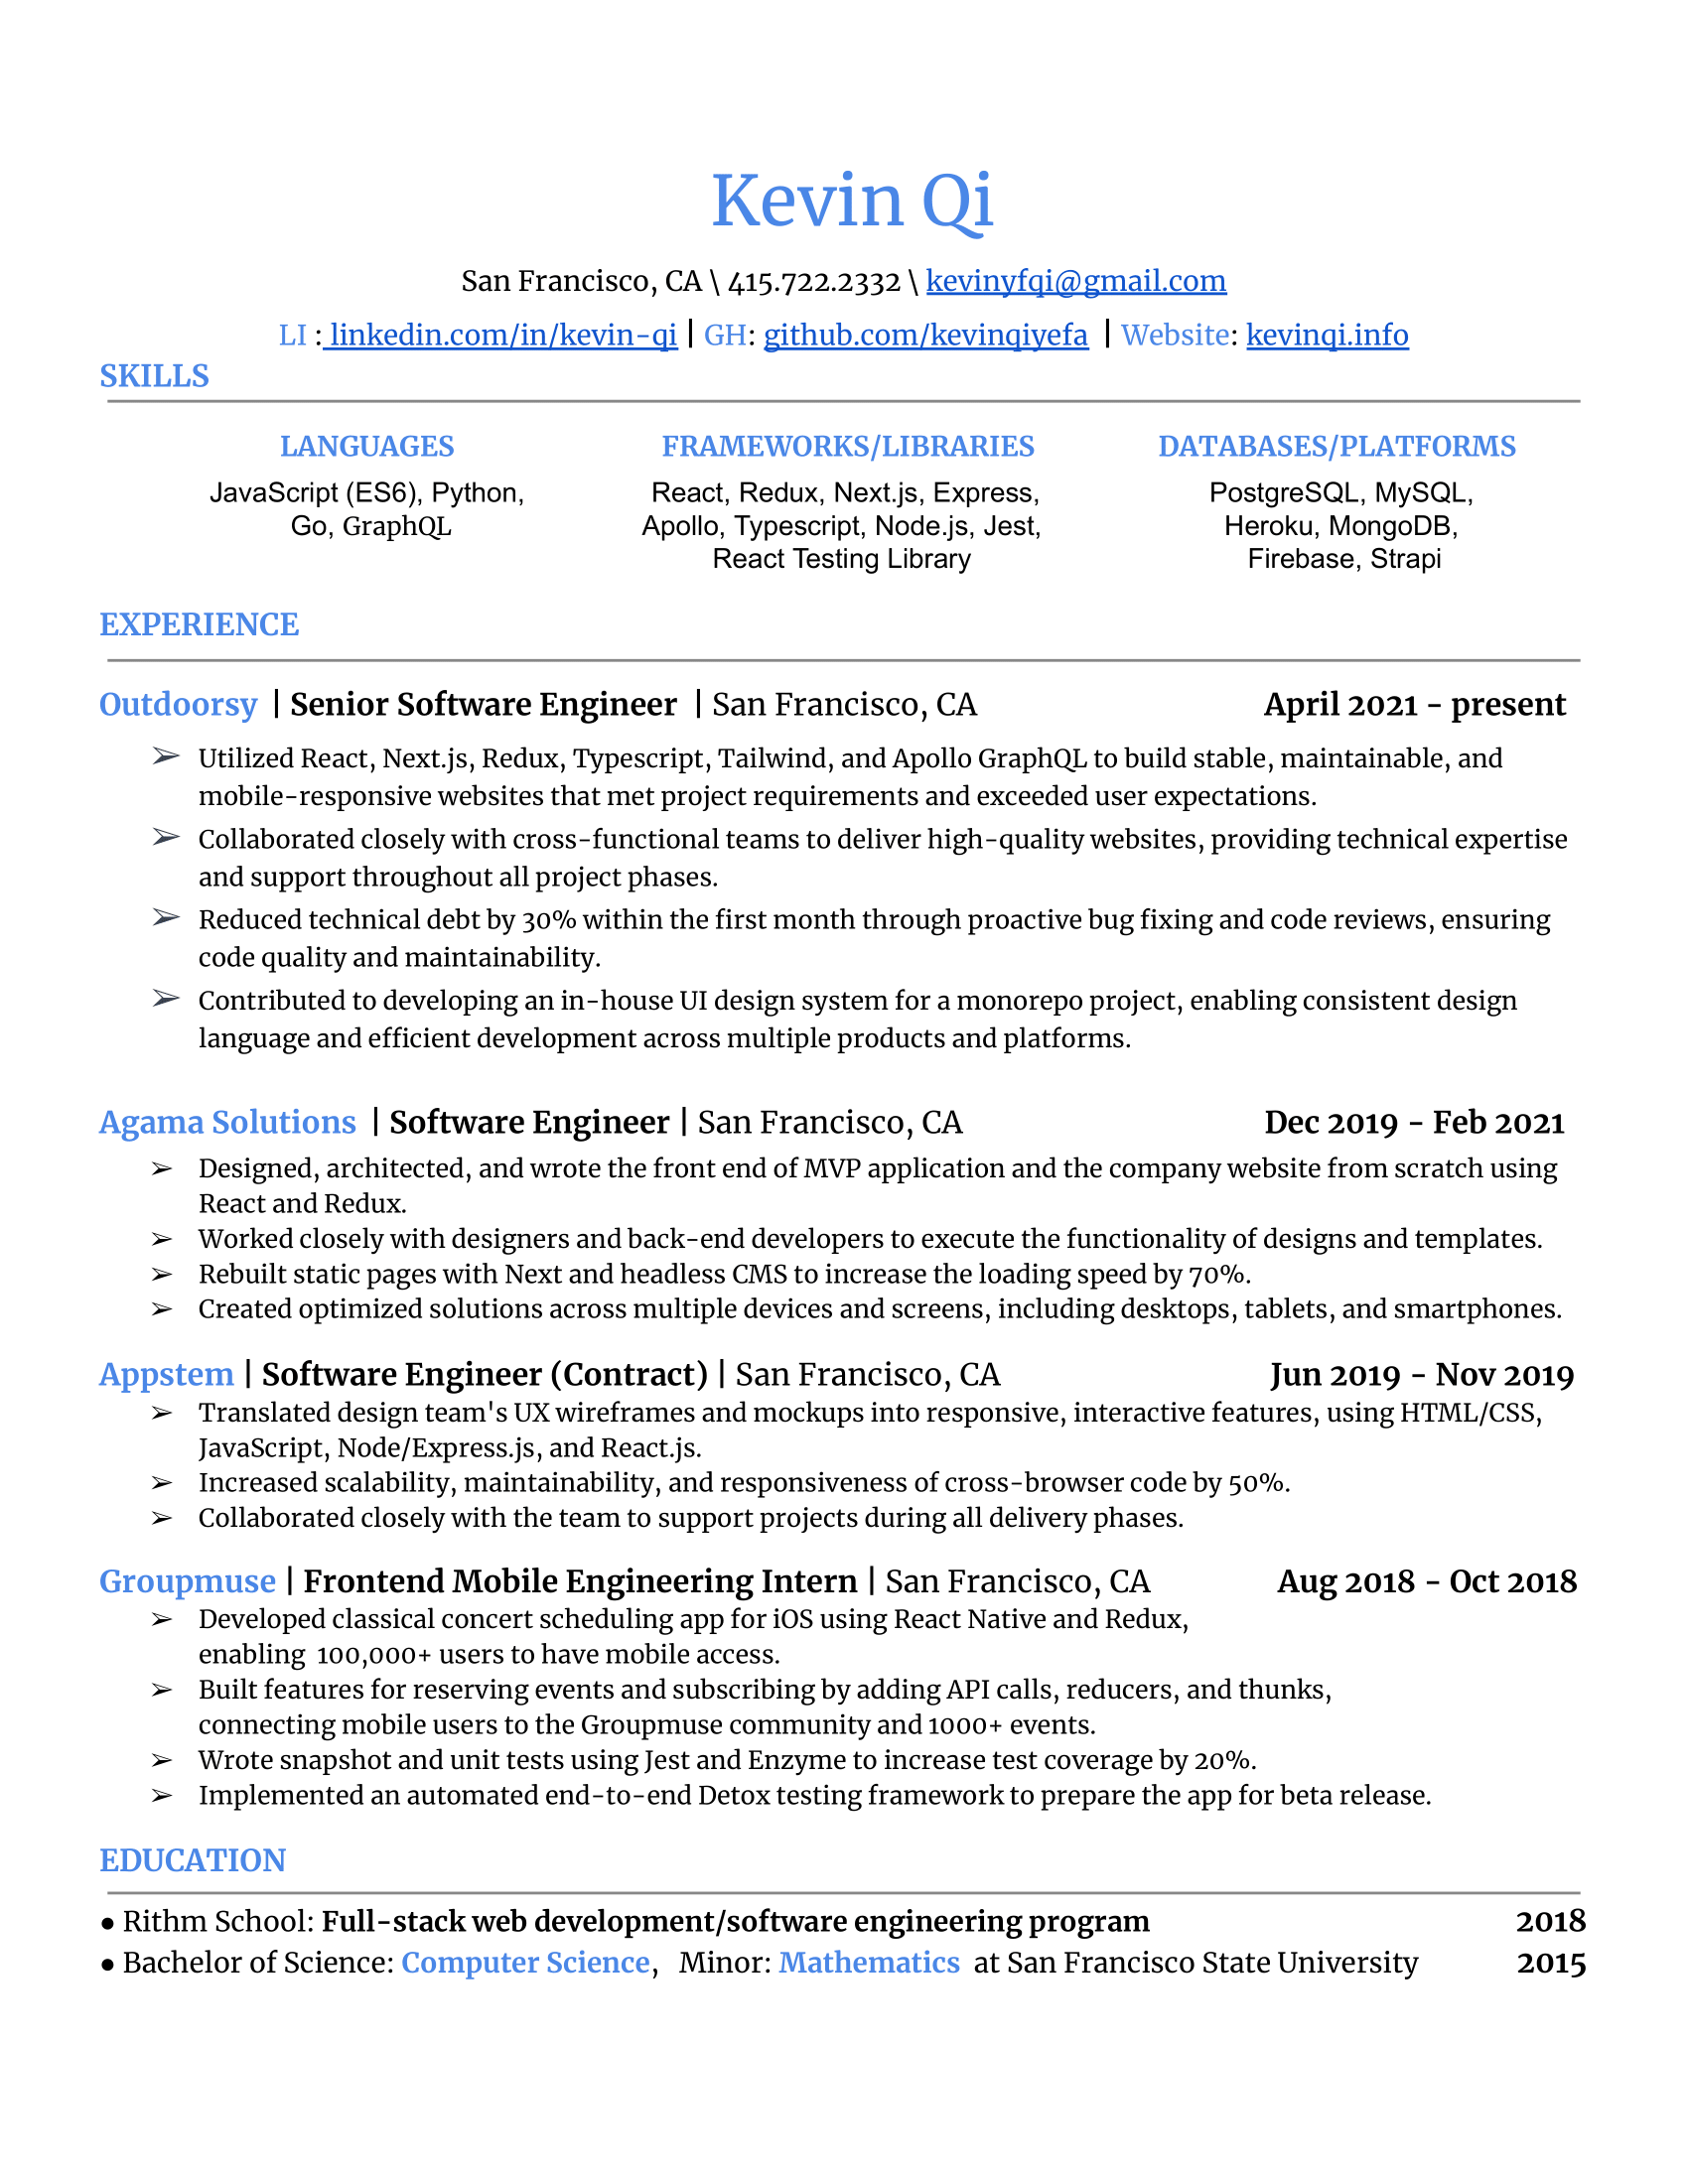 Kevin Qi
San Francisco, CA \ 415.722.2332 \ kevinyfqi@gmail.com
LI : linkedin.com/in/kevin-qi | GH: github.com/kevinqiyefa | Website: kevinqi.info
SKILLS
LANGUAGES
JavaScript (ES6), Python,
Go, GraphQL
FRAMEWORKS/LIBRARIES
React, Redux, Next.js, Express,
Apollo, Typescript, Node.js, Jest,
React Testing Library
DATABASES/PLATFORMS
PostgreSQL, MySQL,
Heroku, MongoDB,
Firebase, Strapi
EXPERIENCE
Outdoorsy | Senior Software Engineer | San Francisco, CA April 2021 - present
➢ Utilized React, Next.js, Redux, Typescript, Tailwind, and Apollo GraphQL to build stable, maintainable, and
mobile-responsive websites that met project requirements and exceeded user expectations.
➢ Collaborated closely with cross-functional teams to deliver high-quality websites, providing technical expertise
and support throughout all project phases.
➢ Reduced technical debt by 30% within the first month through proactive bug fixing and code reviews, ensuring
code quality and maintainability.
➢ Contributed to developing an in-house UI design system for a monorepo project, enabling consistent design
language and efficient development across multiple products and platforms.
Agama Solutions | Software Engineer | San Francisco, CA Dec 2019 - Feb 2021
➢ Designed, architected, and wrote the front end of MVP application and the company website from scratch using
React and Redux.
➢ Worked closely with designers and back-end developers to execute the functionality of designs and templates.
➢ Rebuilt static pages with Next and headless CMS to increase the loading speed by 70%.
➢ Created optimized solutions across multiple devices and screens, including desktops, tablets, and smartphones.
Appstem | Software Engineer (Contract) | San Francisco, CA Jun 2019 - Nov 2019
➢ Translated design team's UX wireframes and mockups into responsive, interactive features, using HTML/CSS,
JavaScript, Node/Express.js, and React.js.
➢ Increased scalability, maintainability, and responsiveness of cross-browser code by 50%.
➢ Collaborated closely with the team to support projects during all delivery phases.
Groupmuse | Frontend Mobile Engineering Intern | San Francisco, CA Aug 2018 - Oct 2018
➢ Developed classical concert scheduling app for iOS using React Native and Redux,
enabling 100,000+ users to have mobile access.
➢ Built features for reserving events and subscribing by adding API calls, reducers, and thunks,
connecting mobile users to the Groupmuse community and 1000+ events.
➢ Wrote snapshot and unit tests using Jest and Enzyme to increase test coverage by 20%.
➢ Implemented an automated end-to-end Detox testing framework to prepare the app for beta release.
EDUCATION
● Rithm School: Full-stack web development/software engineering program 2018
● Bachelor of Science: Computer Science, Minor: Mathematics at San Francisco State University 2015